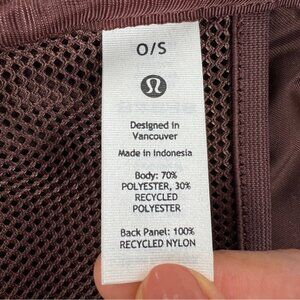 O/S
Designed in
Vancouver
Made in Indonesia
Body: 70%
POLYESTER, 30%
RECYCLED
POLYESTER
Back Panel: 100%
RECYCLED NYLON